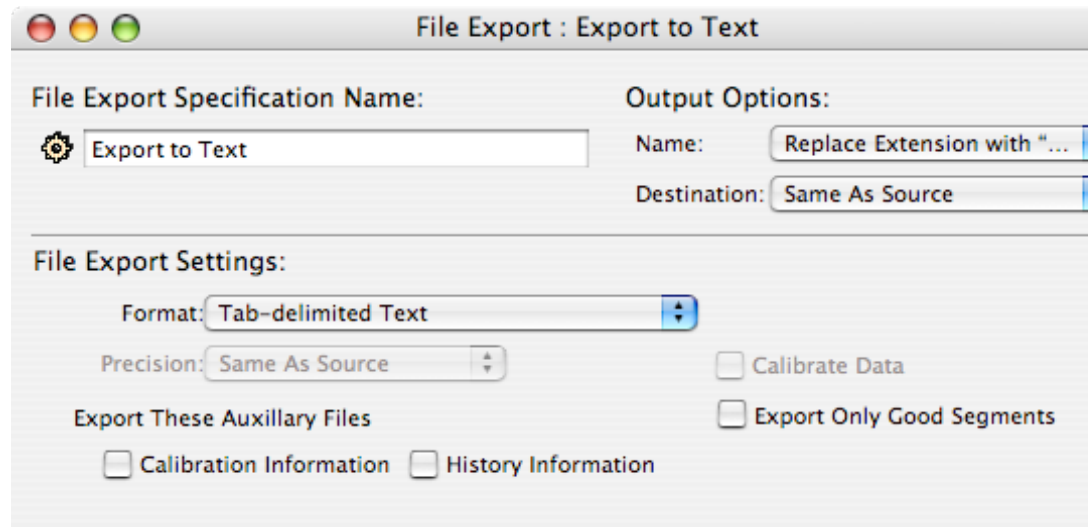 File Export : Export to Text
File Export Specification Name:
Export to Text
Output Options:
Name: Replace Extension with “...
Destination: Same As Source
File Export Settings:
Format: Tab-delimited Text
Precision: Same As Source
Calibrate Data
Export These Auxillary Files
Export Only Good Segments
Calibration Information
History Information